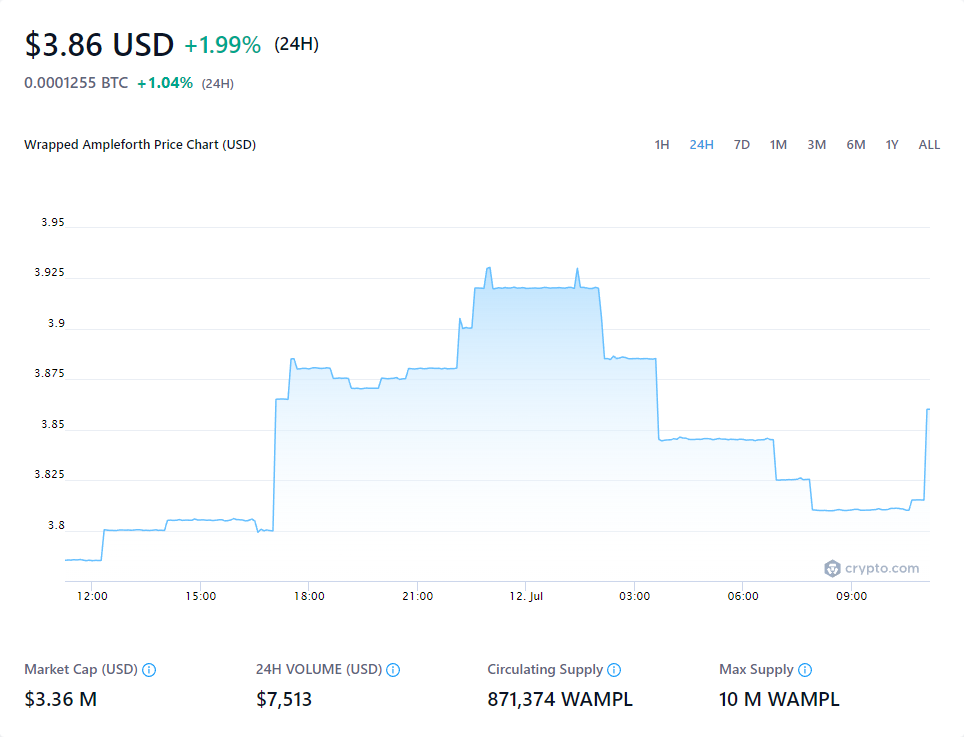 $3.86 USD +1.99% (24H)
0.0001255 BTC +1.04% (24H)
Wrapped Ampleforth Price Chart (USD) 1H 24H 7D 1M 3M 6M 1Y ALL
3.95
3.925
3.9
3.875
3.85
3.825
3.8
crypto.com
12:00 15:00 18:00 21:00 12. Jul 03:00 06:00 09:00
Market Cap (USD) 24H VOLUME (USD) Circulating Supply Max Supply
$3.36 M $7,513 871,374 WAMPL 10 M WAMPL